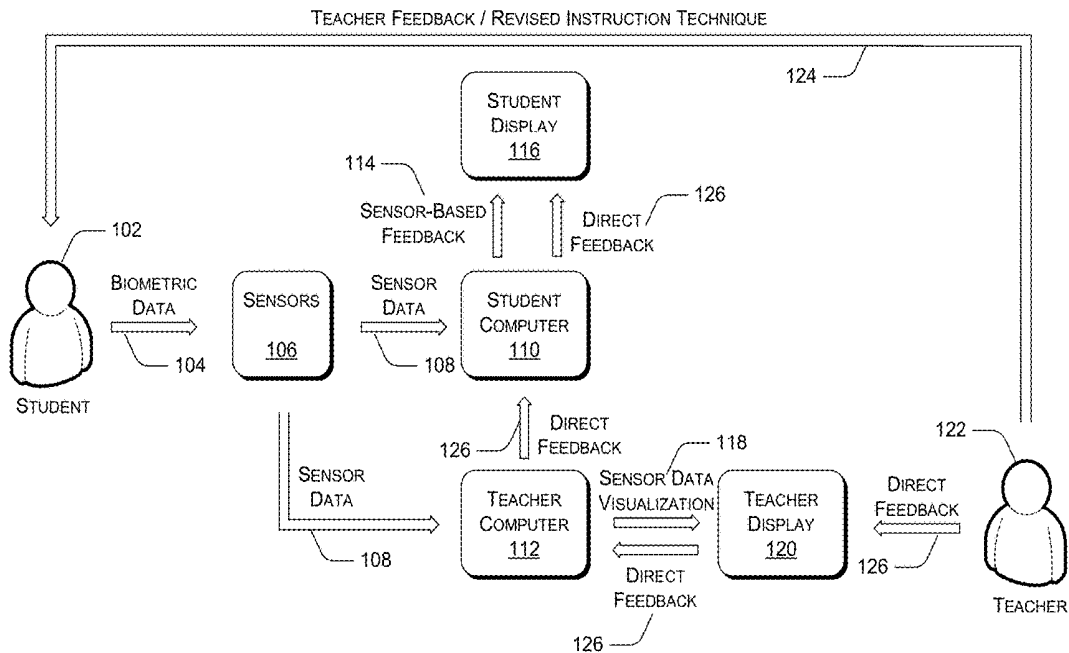 TEACHER FEEDBACK / REVISED INSTRUCTION TECHNIQUE
124
STUDENT
DISPLAY
116
114
SENSOR-BASED
FEEDBACK
126
DIRECT
FEEDBACK
102
BIOMETRIC
DATA
104
SENSORS
106
SENSOR
DATA
108
STUDENT
COMPUTER
110
STUDENT
126
DIRECT
FEEDBACK
SENSOR
DATA
108
TEACHER
COMPUTER
112
118
SENSOR DATA
VISUALIZATION
DIRECT
FEEDBACK
126
TEACHER
DISPLAY
120
DIRECT
FEEDBACK
126
122
TEACHER